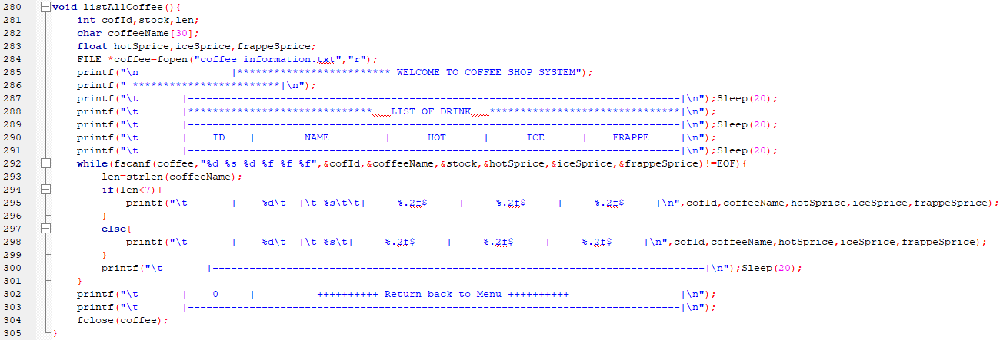 280 void listAllCoffee(){
281     int cofId,stock,len;
282     char coffeeName[30];
283     float hotSprice,iceSprice,frappeSprice;
284     FILE *coffee=fopen("coffee information.txt","r");
285     printf("\n               |************************* WELCOME TO COFFEE SHOP SYSTEM");
286     printf(" ************************|\n");
287     printf("\t       |--------------------------------------------------------------------------------|\n");Sleep(20);
288     printf("\t       |******************************___LIST OF DRINK___*******************************|\n");
289     printf("\t       |--------------------------------------------------------------------------------|\n");Sleep(20);
290     printf("\t       |    ID    |        NAME         |      HOT      |      ICE      |    FRAPPE     |\n");
291     printf("\t       |--------------------------------------------------------------------------------|\n");Sleep(20);
292     while(fscanf(coffee,"%d %s %d %f %f %f",&cofId,&coffeeName,&stock,&hotSprice,&iceSprice,&frappeSprice)!=EOF){
293         len=strlen(coffeeName);
294         if(len<7){
295             printf("\t       |    %d\t  |\t %s\t\t|     %.2f$     |     %.2f$     |     %.2f$     |\n",cofId,coffeeName,hotSprice,iceSprice,frappeSprice);
296         }
297         else{
298             printf("\t       |    %d\t  |\t %s\t|     %.2f$     |     %.2f$     |     %.2f$     |\n",cofId,coffeeName,hotSprice,iceSprice,frappeSprice);
299         }
300         printf("\t       |--------------------------------------------------------------------------------|\n");Sleep(20);
301     }
302     printf("\t       |    0     |          ++++++++++ Return back to Menu ++++++++++                  |\n");
303     printf("\t       |--------------------------------------------------------------------------------|\n");
304     fclose(coffee);
305 }